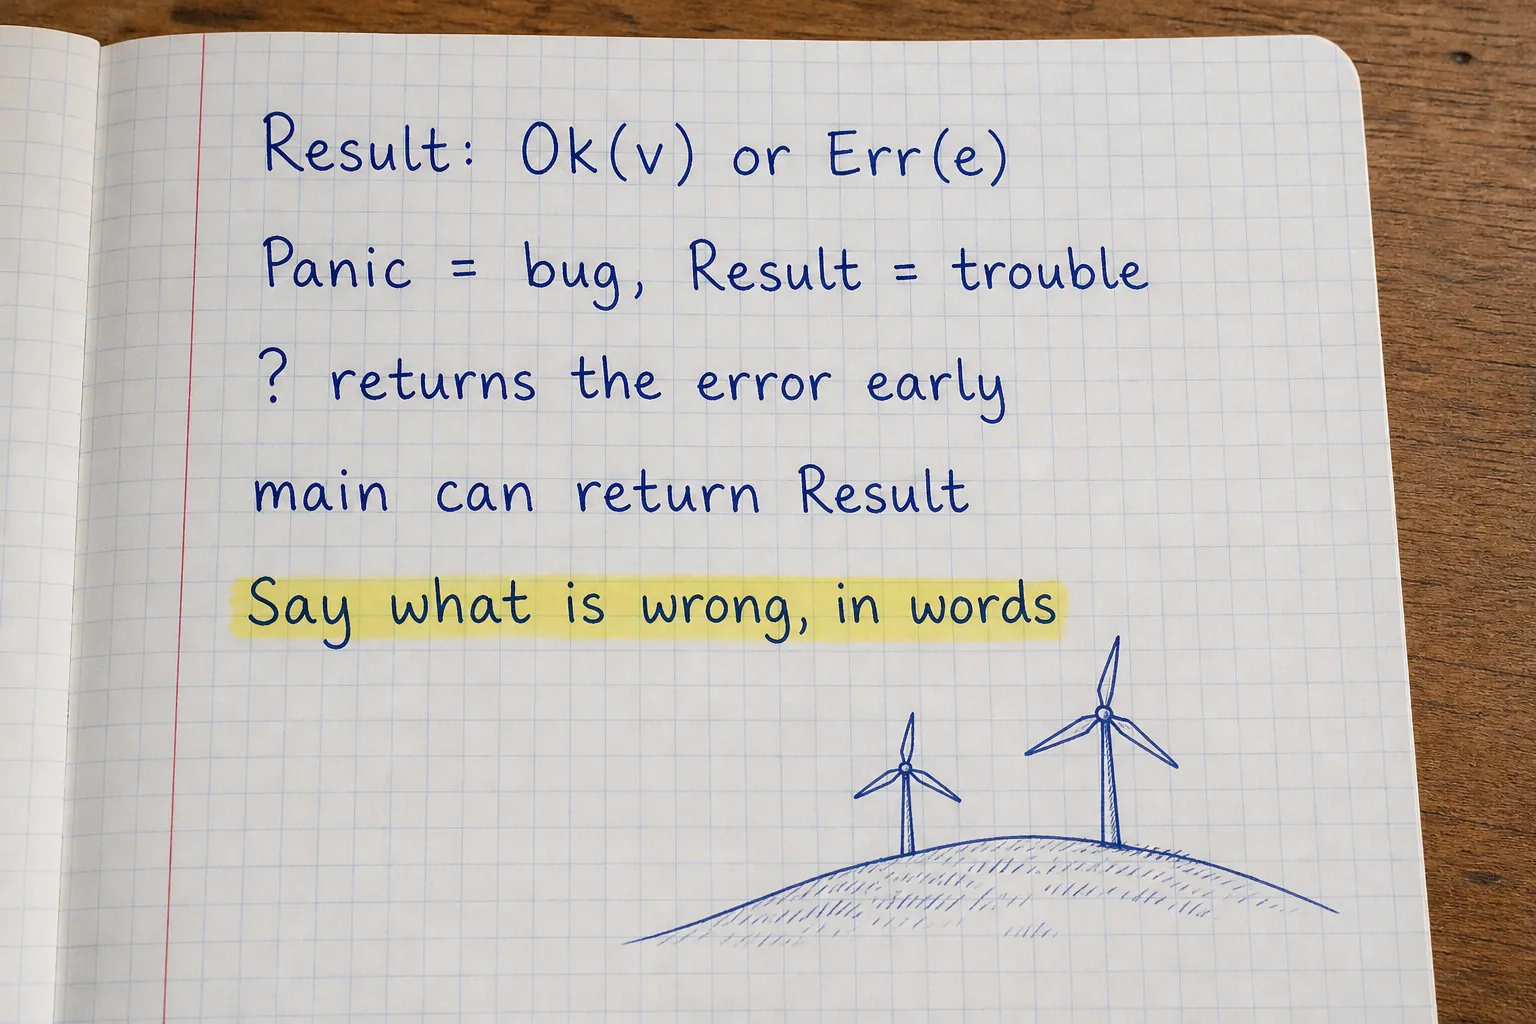 Result: Ok(v) or Err(e)
Panic = bug, Result = trouble
? returns the error early
main can return Result
Say what is wrong, in words